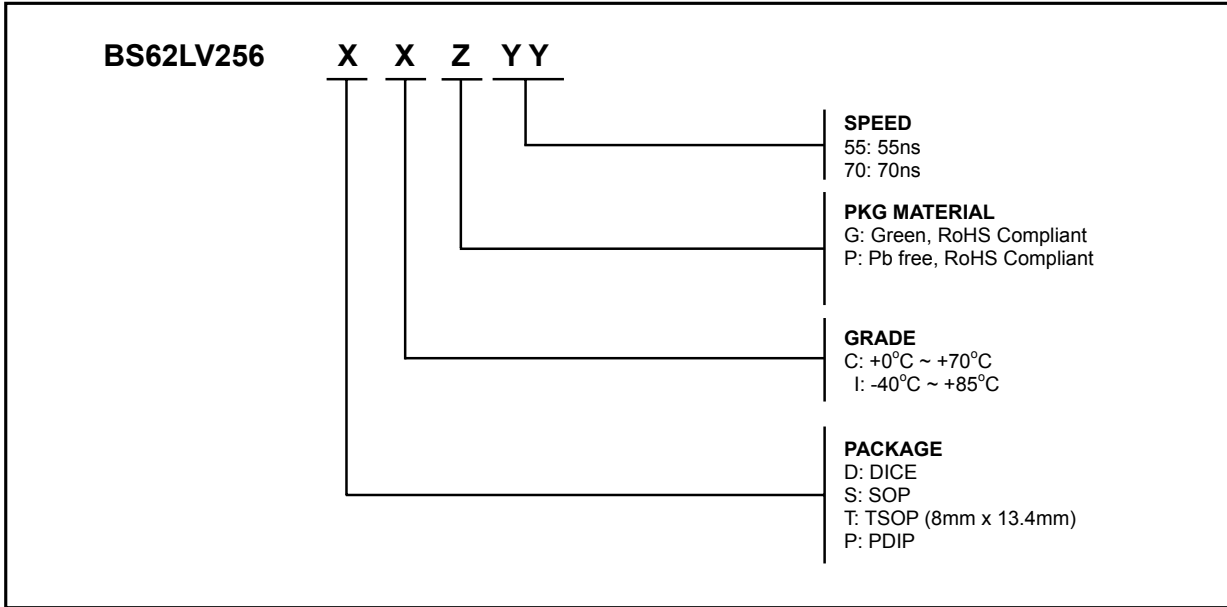 BS62LV256 X X Z Y Y
SPEED
55: 55ns
70: 70ns
PKG MATERIAL
G: Green, RoHS Compliant
P: Pb free, RoHS Compliant
GRADE
C: +0°C ~ +70°C
I: -40°C ~ +85°C
PACKAGE
D: DICE
S: SOP
T: TSOP (8mm x 13.4mm)
P: PDIP